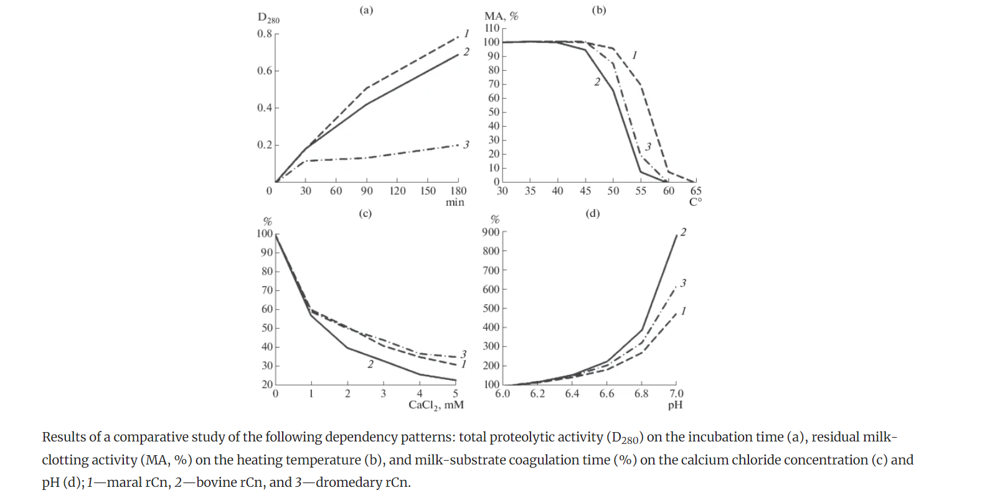 (a)
D280
0.8
0.6
0.4
0.2
0 30 60 90 120 150 180
min
1
2
3
(b)
MA, %
110
100
90
80
70
60
50
40
30
20
10
0
30 35 40 45 50 55 60 65
C°
1
2
3
(c)
%
100
90
80
70
60
50
40
30
20
0 1 2 3 4 5
CaCl2, mM
3
1
2
(d)
%
900
800
700
600
500
400
300
200
100
6.0 6.2 6.4 6.6 6.8 7.0
pH
2
3
1
Results of a comparative study of the following dependency patterns: total proteolytic activity (D280) on the incubation time (a), residual milk-
clotting activity (MA, %) on the heating temperature (b), and milk-substrate coagulation time (%) on the calcium chloride concentration (c) and
pH (d); 1—maral rCn, 2—bovine rCn, and 3—dromedary rCn.